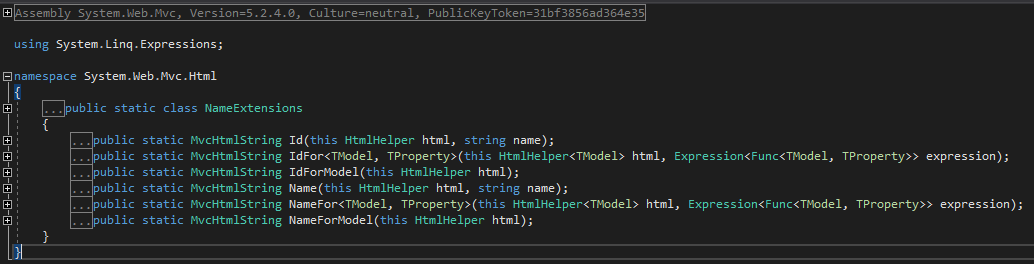 Assembly System.Web.Mvc, Version=5.2.4.0, Culture=neutral, PublicKeyToken=31bf3856ad364e35
using System.Linq.Expressions;
namespace System.Web.Mvc.Html
{
...public static class NameExtensions
{
...public static MvcHtmlString Id(this HtmlHelper html, string name);
...public static MvcHtmlString IdFor<TModel, TProperty>(this HtmlHelper<TModel> html, Expression<Func<TModel, TProperty>> expression);
...public static MvcHtmlString IdForModel(this HtmlHelper html);
...public static MvcHtmlString Name(this HtmlHelper html, string name);
...public static MvcHtmlString NameFor<TModel, TProperty>(this HtmlHelper<TModel> html, Expression<Func<TModel, TProperty>> expression);
...public static MvcHtmlString NameForModel(this HtmlHelper html);
}
}